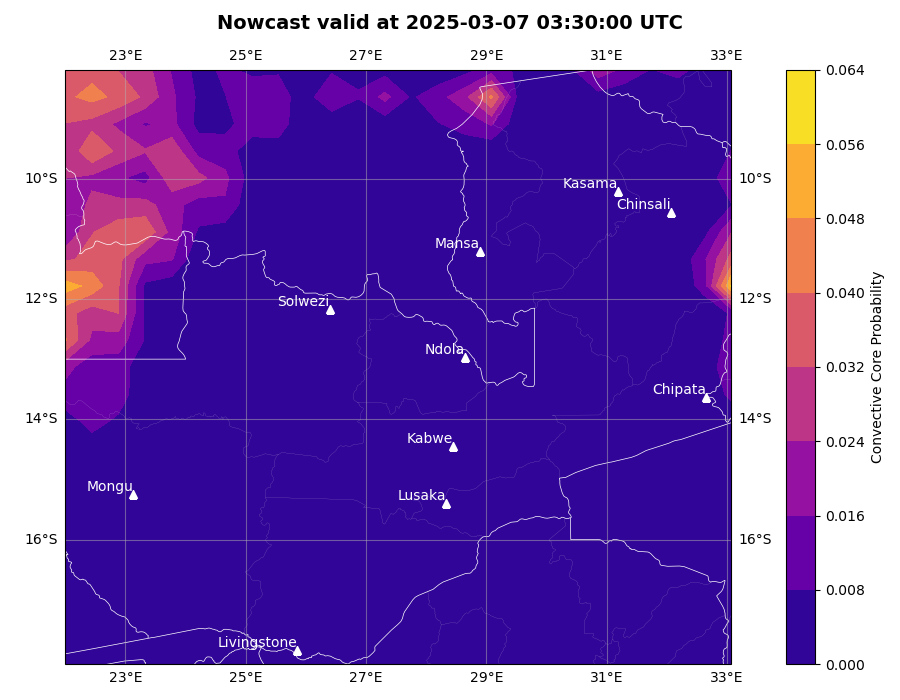 Nowcast valid at 2025-03-07 03:30:00 UTC
23°E 25°E 27°E 29°E 31°E 33°E
0.064
0.056
10°S Kasama 10°S
Chinsali
0.048
Mansa
0.040
12°S Solwezi 12°S
Convective Core Probability
Ndola
0.032
Chipata
14°S 14°S
0.024
Kabwe
Mongu
Lusaka
0.016
16°S 16°S
0.008
Livingstone
0.000
23°E 25°E 27°E 29°E 31°E 33°E